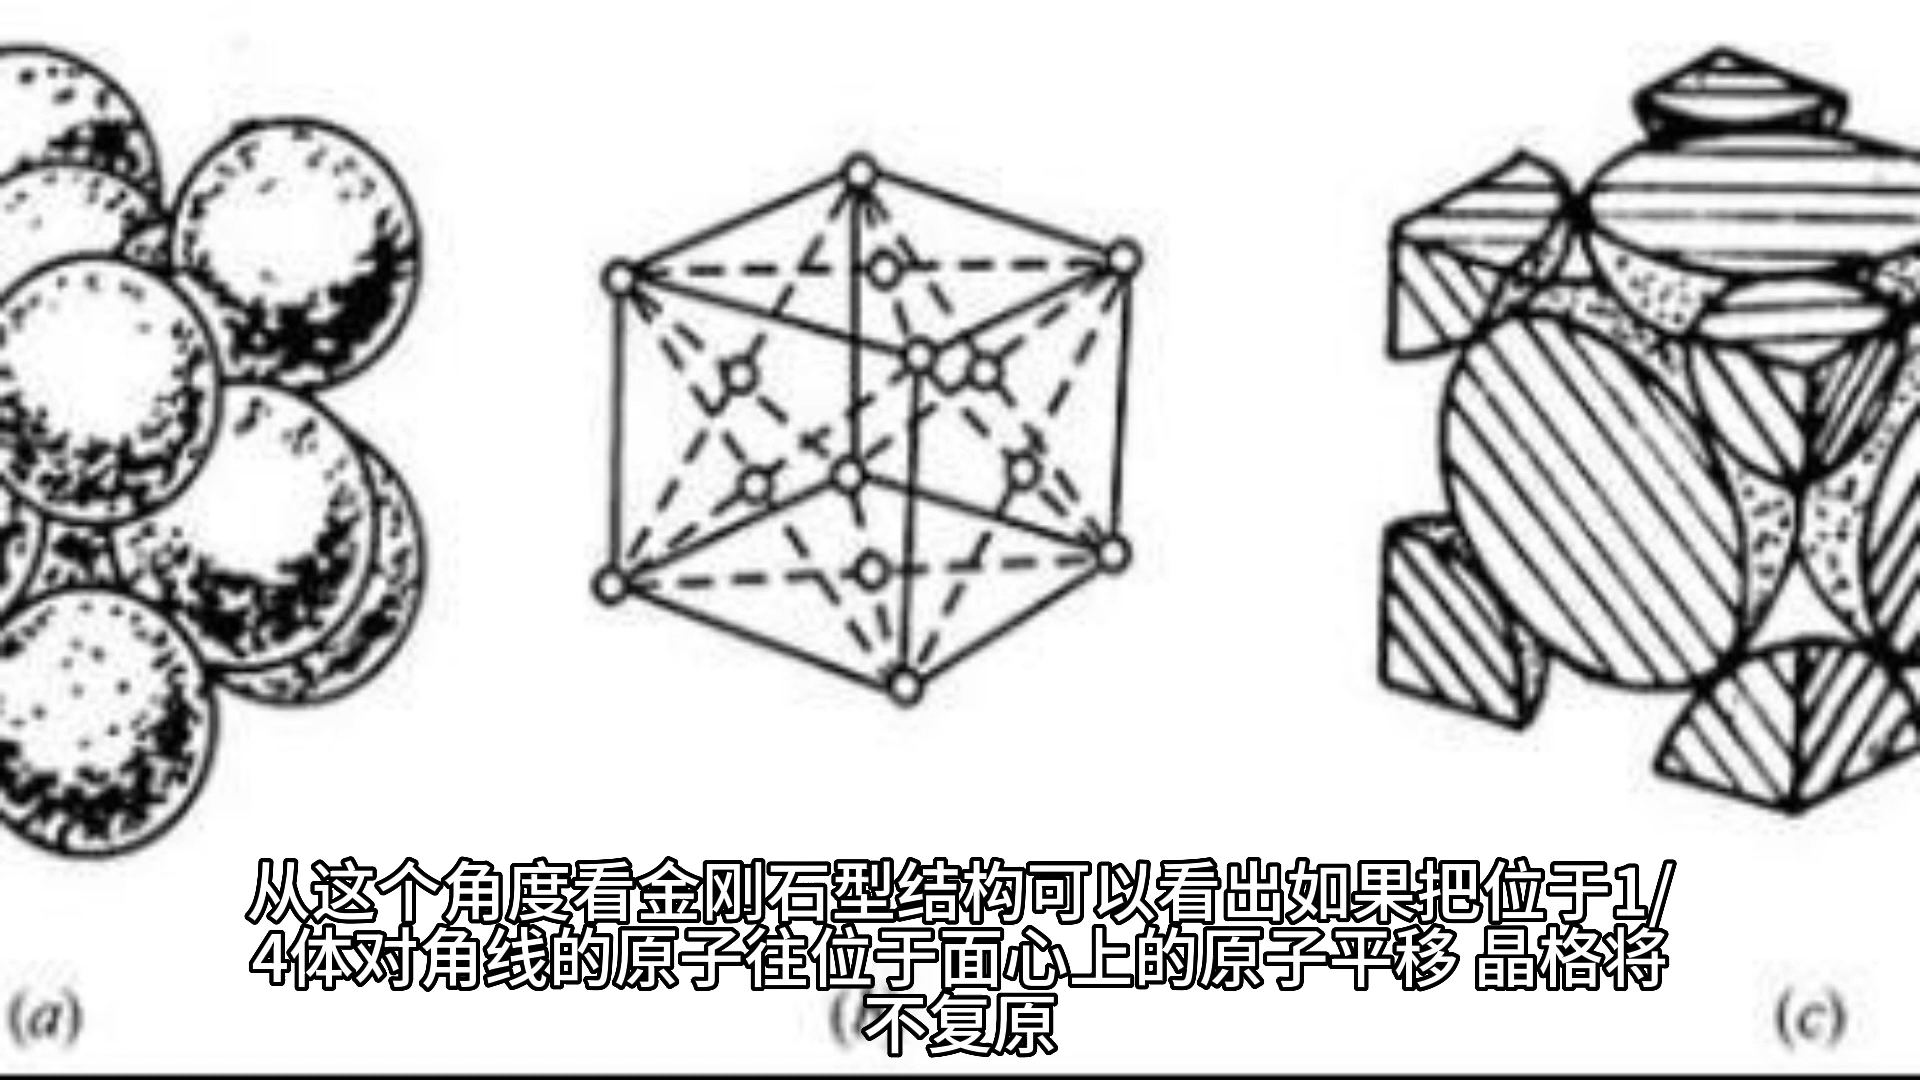 从这个角度看金刚石型结构可以看出如果把位于1/
4体对角线的原子往位于面心上的原子平移 晶格将
不复原
(a)
(c)